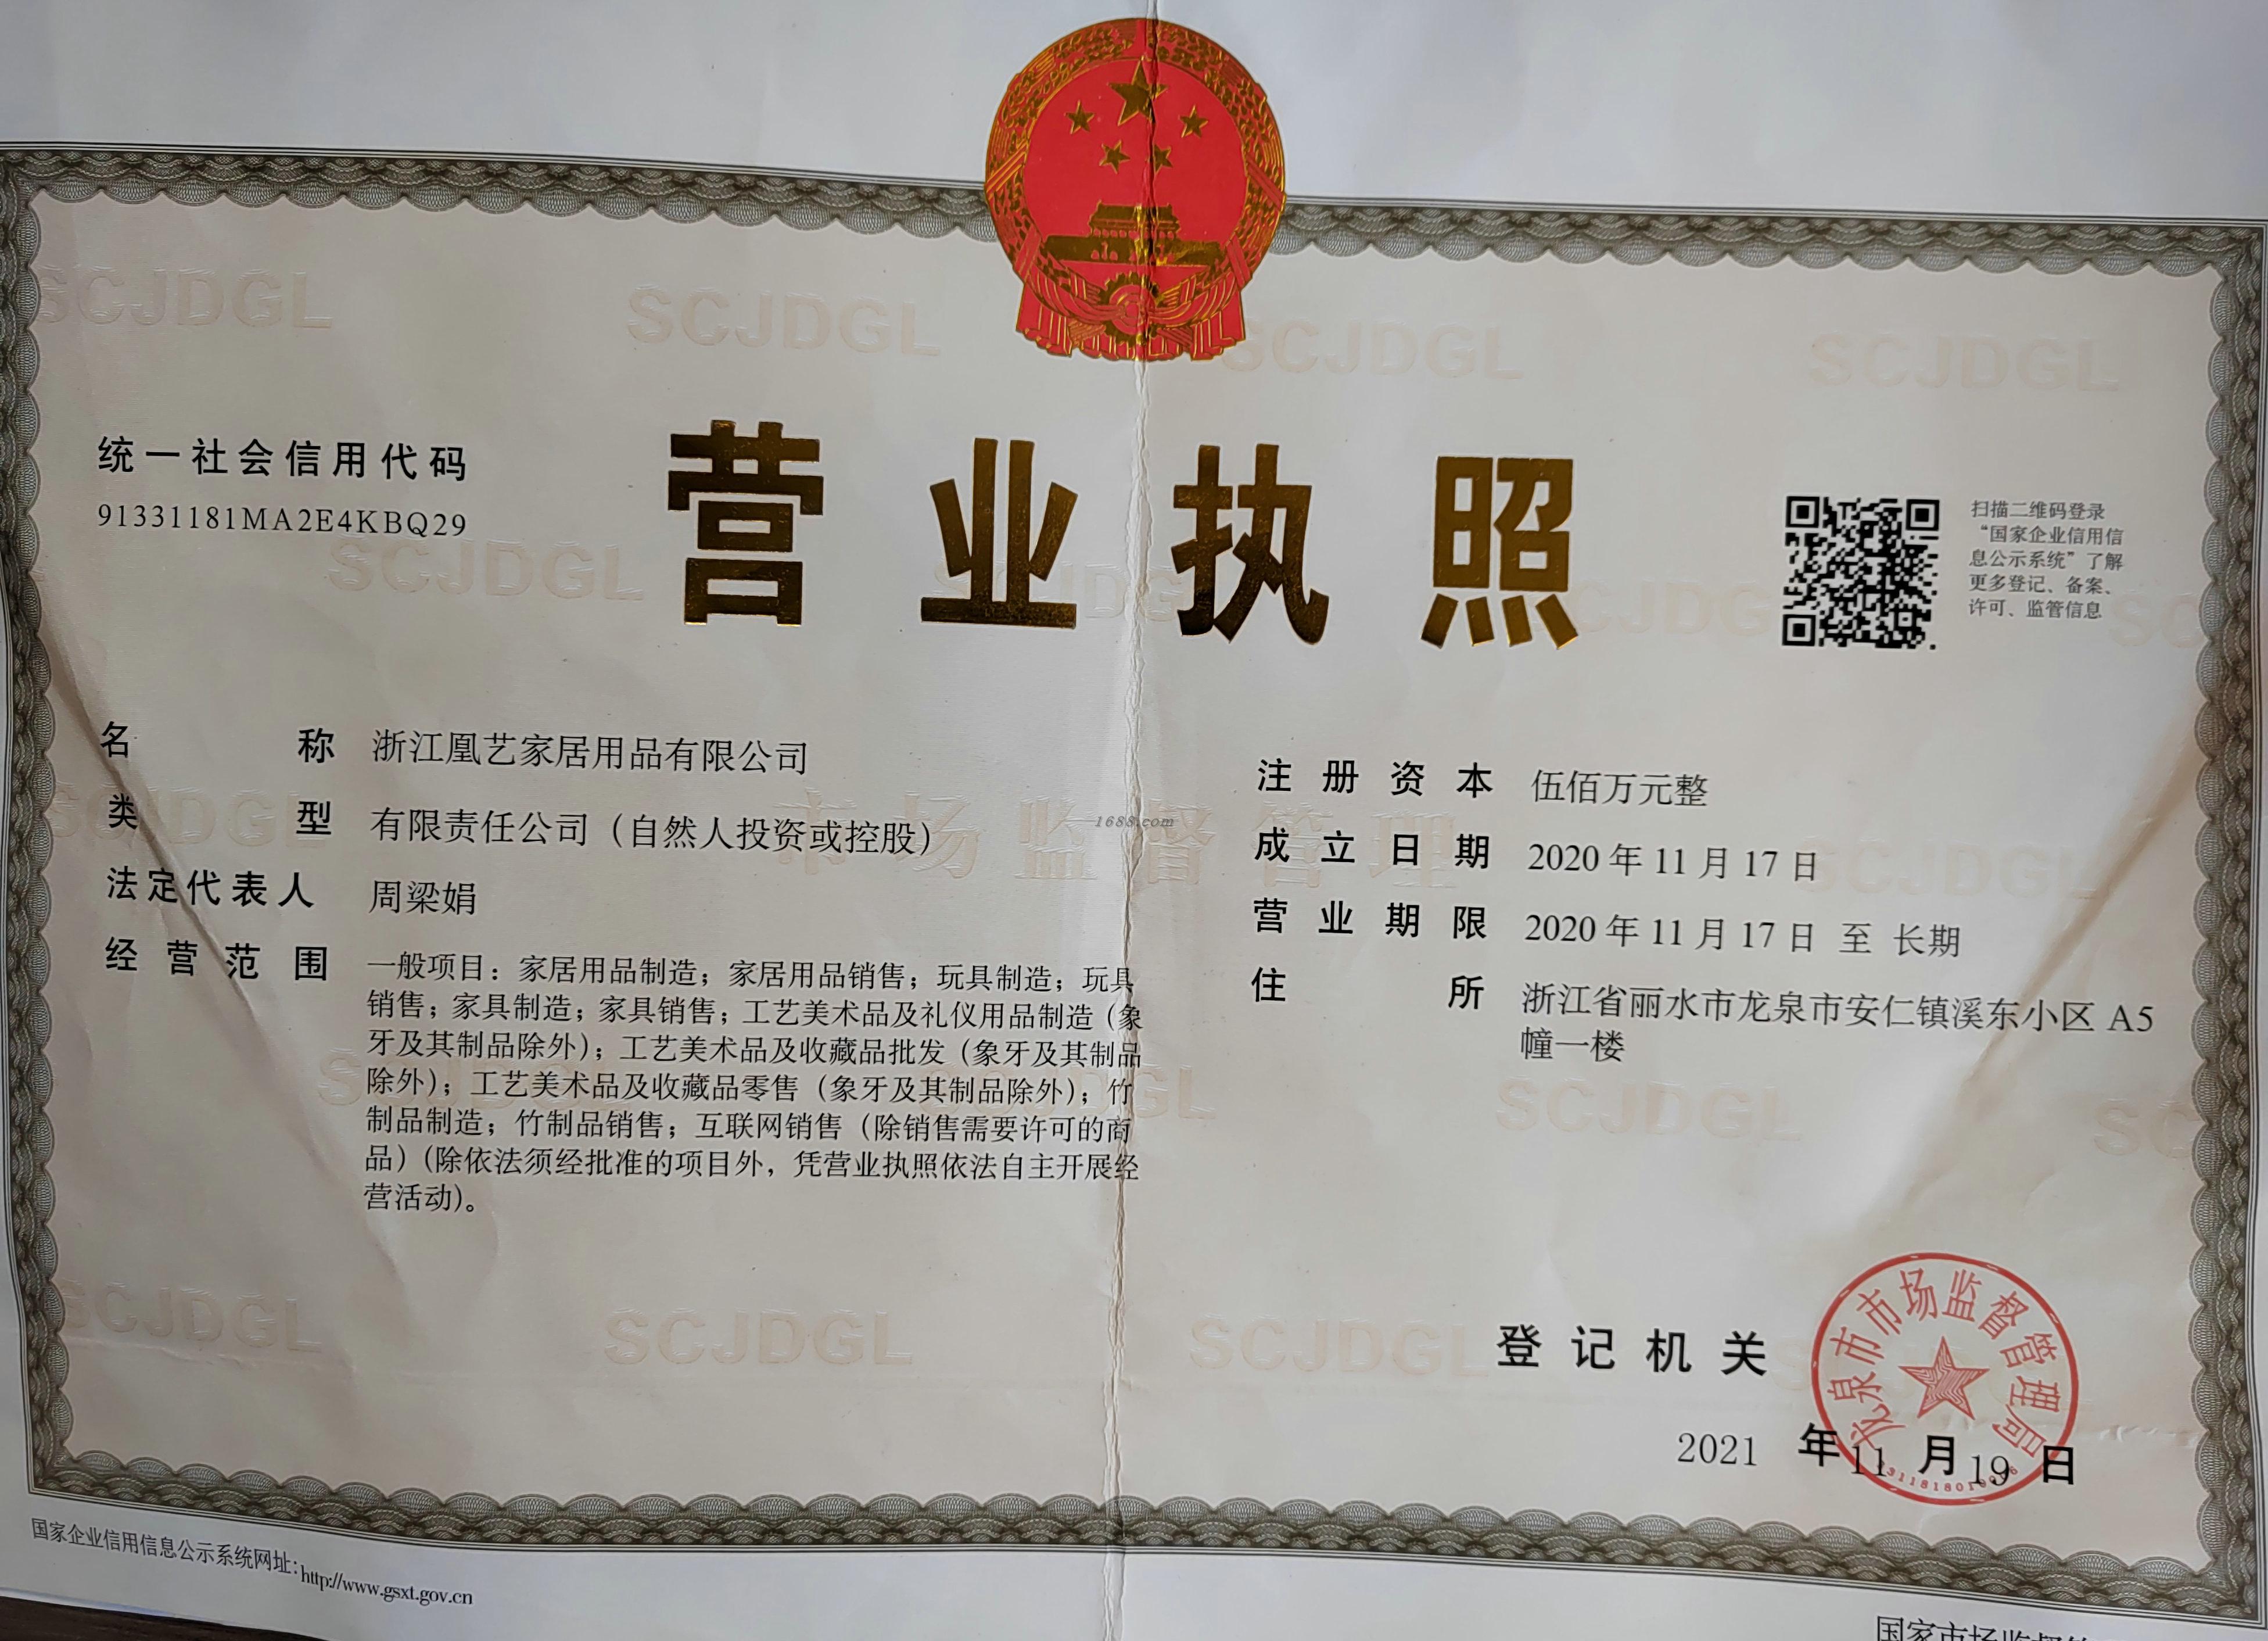 统一社会信用代码
91331181MA2E4KBQ29
营业执照
扫描二维码登录
“国家企业信用信
息公示系统”了解
更多登记、备案、
许可、监管信息
名称 浙江凰艺家居用品有限公司
类型 有限责任公司（自然人投资或控股）
法定代表人 周梁娟
经营范围 一般项目：家居用品制造；家居用品销售；玩具制造；玩具
销售；家具制造；家具销售；工艺美术品及礼仪用品制造（象
牙及其制品除外）；工艺美术品及收藏品批发（象牙及其制品
除外）；工艺美术品及收藏品零售（象牙及其制品除外）；竹
制品制造；竹制品销售；互联网销售（除销售需要许可的商
品）(除依法须经批准的项目外，凭营业执照依法自主开展经
营活动)。
注册资本 伍佰万元整
成立日期 2020年11月17日
营业期限 2020年11月17日 至 长期
住所 浙江省丽水市龙泉市安仁镇溪东小区A5
幢一楼
1688.com
市场监督管理
SCJDGL
登记机关
龙泉市市场监督管理局
2021 年 11 月 19 日
国家企业信用信息公示系统网址：http://www.gsxt.gov.cn
国家市场监督